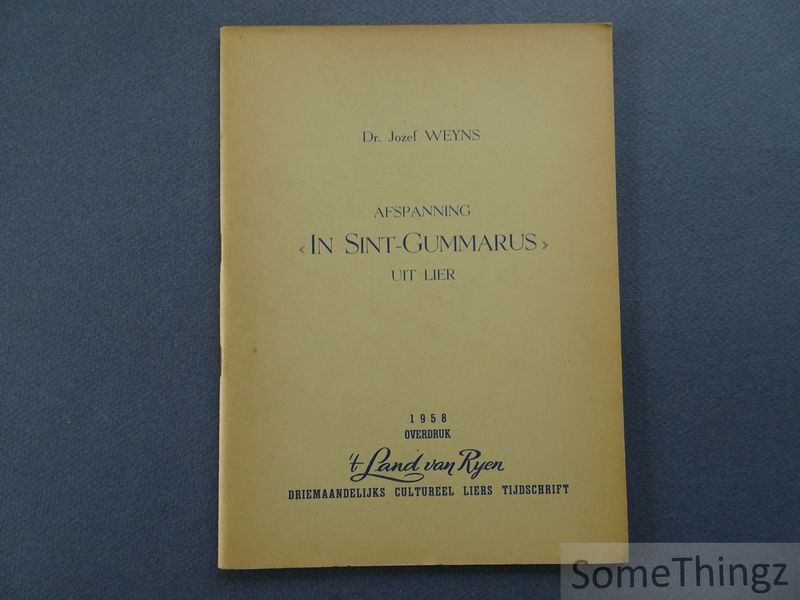 Dr. Jozef WEYNS
AFSPANNING
« IN SINT-GUMMARUS »
UIT LIER
1958
OVERDRUK
't Land van Ryen
DRIEMAANDELIJKS CULTUREEL LIERS TIJDSCHRIFT
SomeThingz